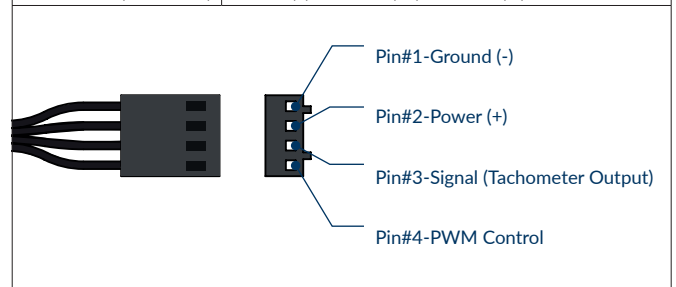 Pin#1-Ground (-)
Pin#2-Power (+)
Pin#3-Signal (Tachometer Output)
Pin#4-PWM Control